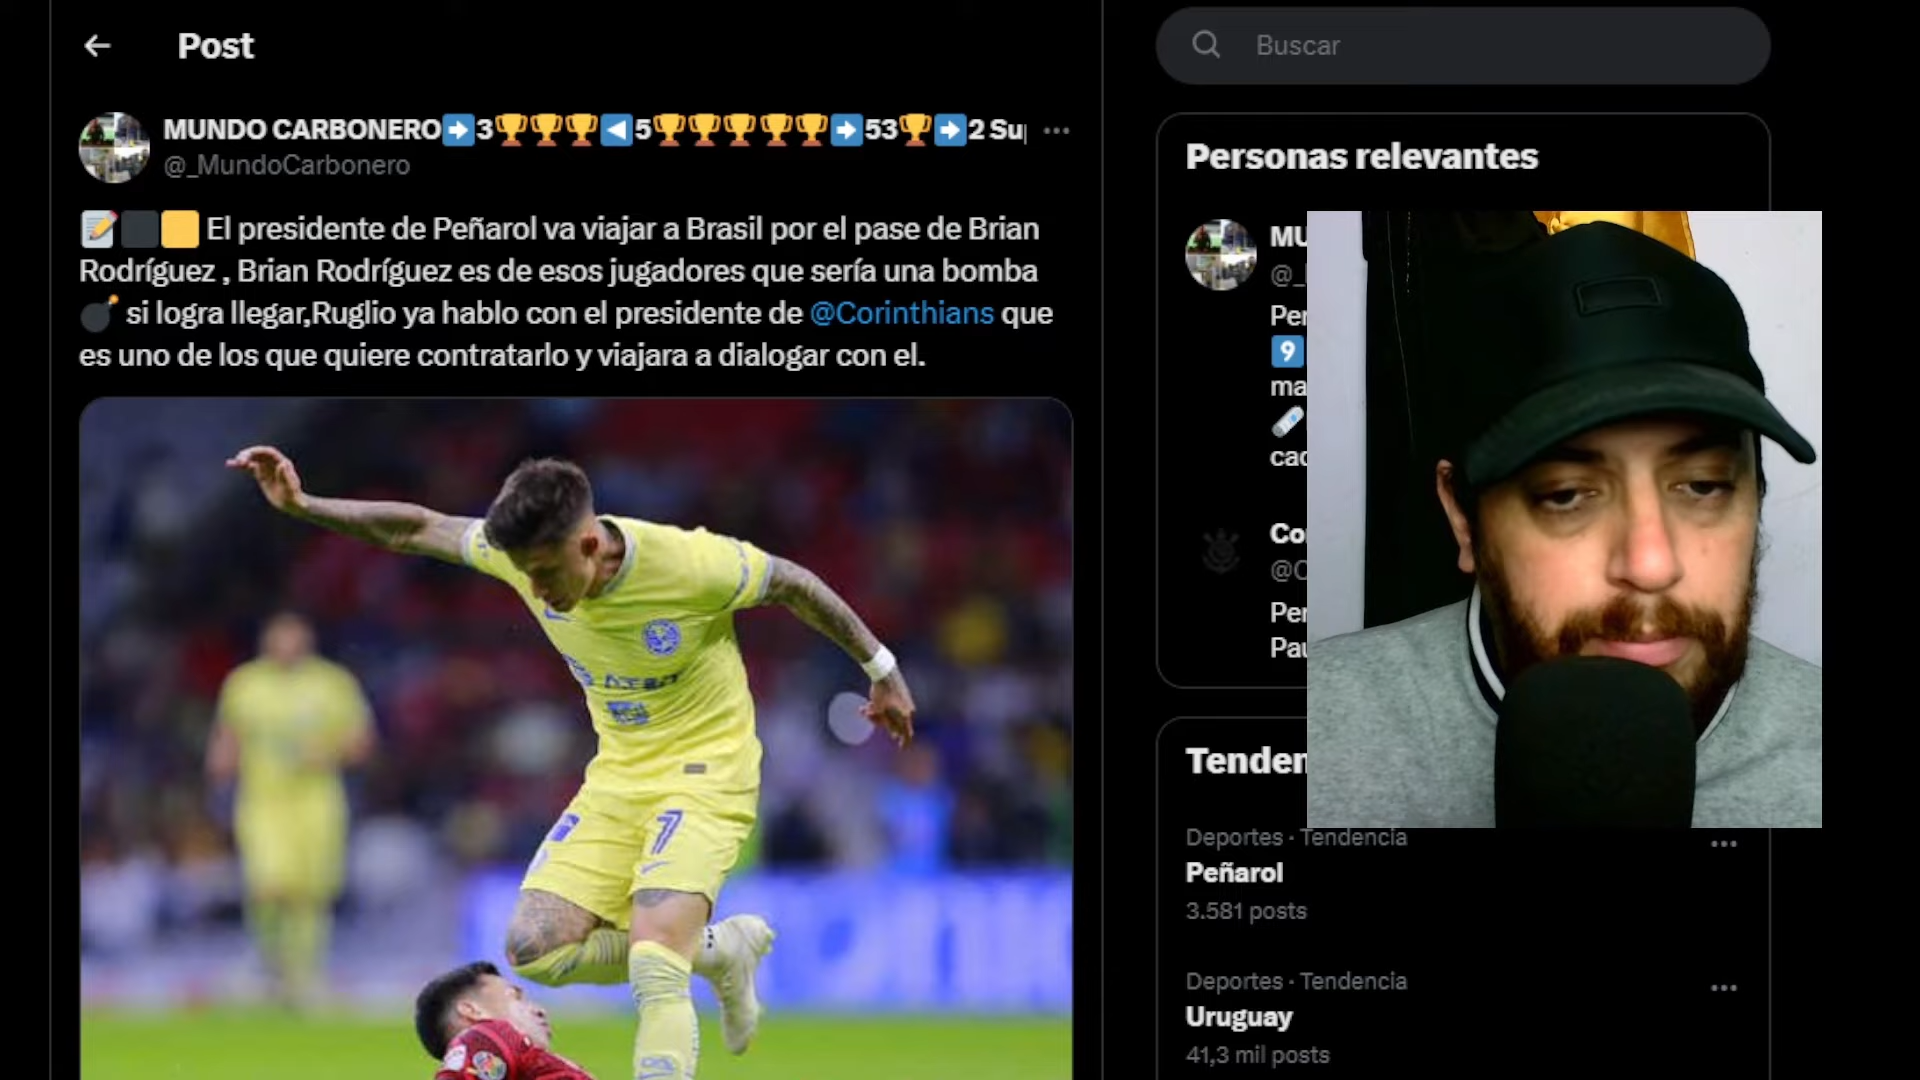 Post
Buscar
MUNDO CARBONERO➡️3🏆🏆🏆◀️5🏆🏆🏆🏆🏆➡️53🏆➡️2 Su
@_MundoCarbonero
📝⬛🟨 El presidente de Peñarol va viajar a Brasil por el pase de Brian
Rodríguez , Brian Rodríguez es de esos jugadores que sería una bomba
💣 si logra llegar,Ruglio ya hablo con el presidente de @Corinthians que
es uno de los que quiere contratarlo y viajara a dialogar con el.
7
Personas relevantes
MU
@_
Per
9
ma
cad
Co
@C
Per
Pau
Tenden
Deportes · Tendencia
Peñarol
3.581 posts
Deportes · Tendencia
Uruguay
41,3 mil posts